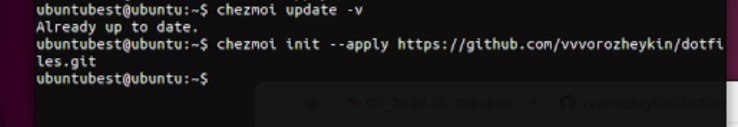 ubuntubest@ubuntu:~$ chezmoi update -v
Already up to date.
ubuntubest@ubuntu:~$ chezmoi init --apply https://github.com/vvvorozheykin/dotfi
les.git
ubuntubest@ubuntu:~$